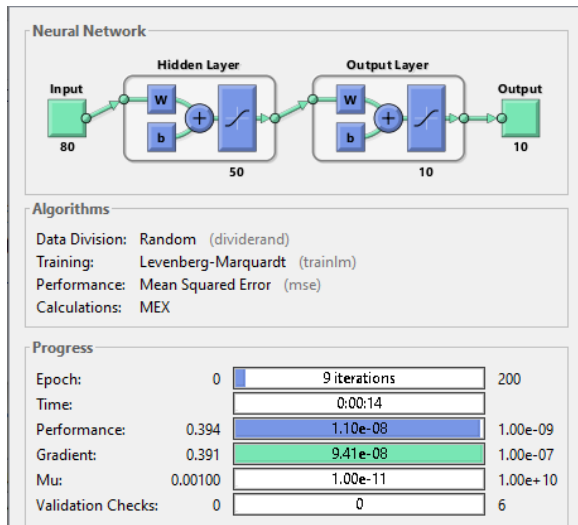 Neural Network
Hidden Layer
Output Layer
Input
W
W
Output
+
+
b
b
80
50
10
10
Algorithms
Data Division: Random (dividerand)
Training: Levenberg-Marquardt (trainlm)
Performance: Mean Squared Error (mse)
Calculations: MEX
Progress
Epoch: 0 9 iterations 200
Time: 0:00:14
Performance: 0.394 1.10e-08 1.00e-09
Gradient: 0.391 9.41e-08 1.00e-07
Mu: 0.00100 1.00e-11 1.00e+10
Validation Checks: 0 0 6